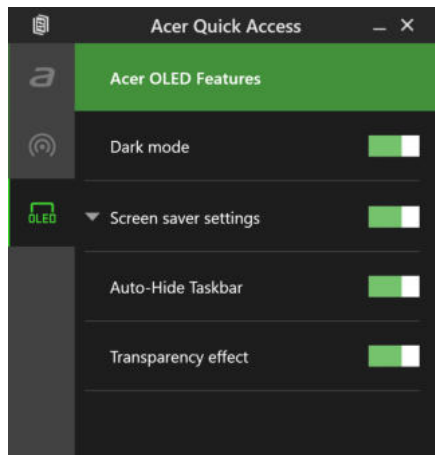 Acer Quick Access
Acer OLED Features
Dark mode
OLED
Screen saver settings
Auto-Hide Taskbar
Transparency effect